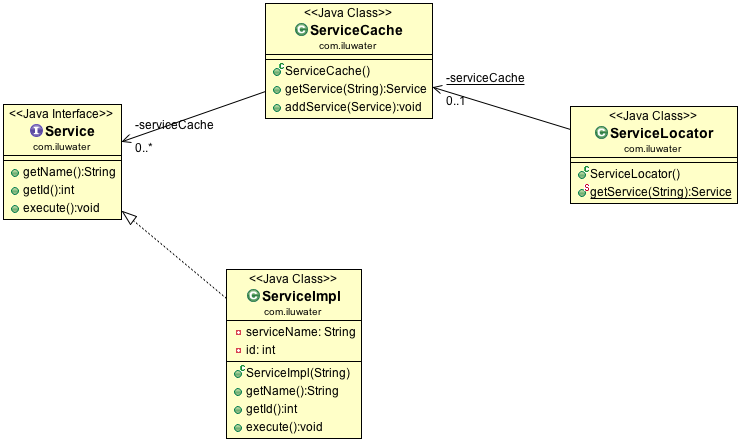 <<Java Class>>
ServiceCache
com.iluwater
ServiceCache()
getService(String):Service
addService(Service):void
-serviceCache
0..1
<<Java Class>>
ServiceLocator
com.iluwater
ServiceLocator()
getService(String):Service
-serviceCache
0..*
<<Java Interface>>
Service
com.iluwater
getName():String
getId():int
execute():void
<<Java Class>>
ServiceImpl
com.iluwater
serviceName: String
id: int
ServiceImpl(String)
getName():String
getId():int
execute():void